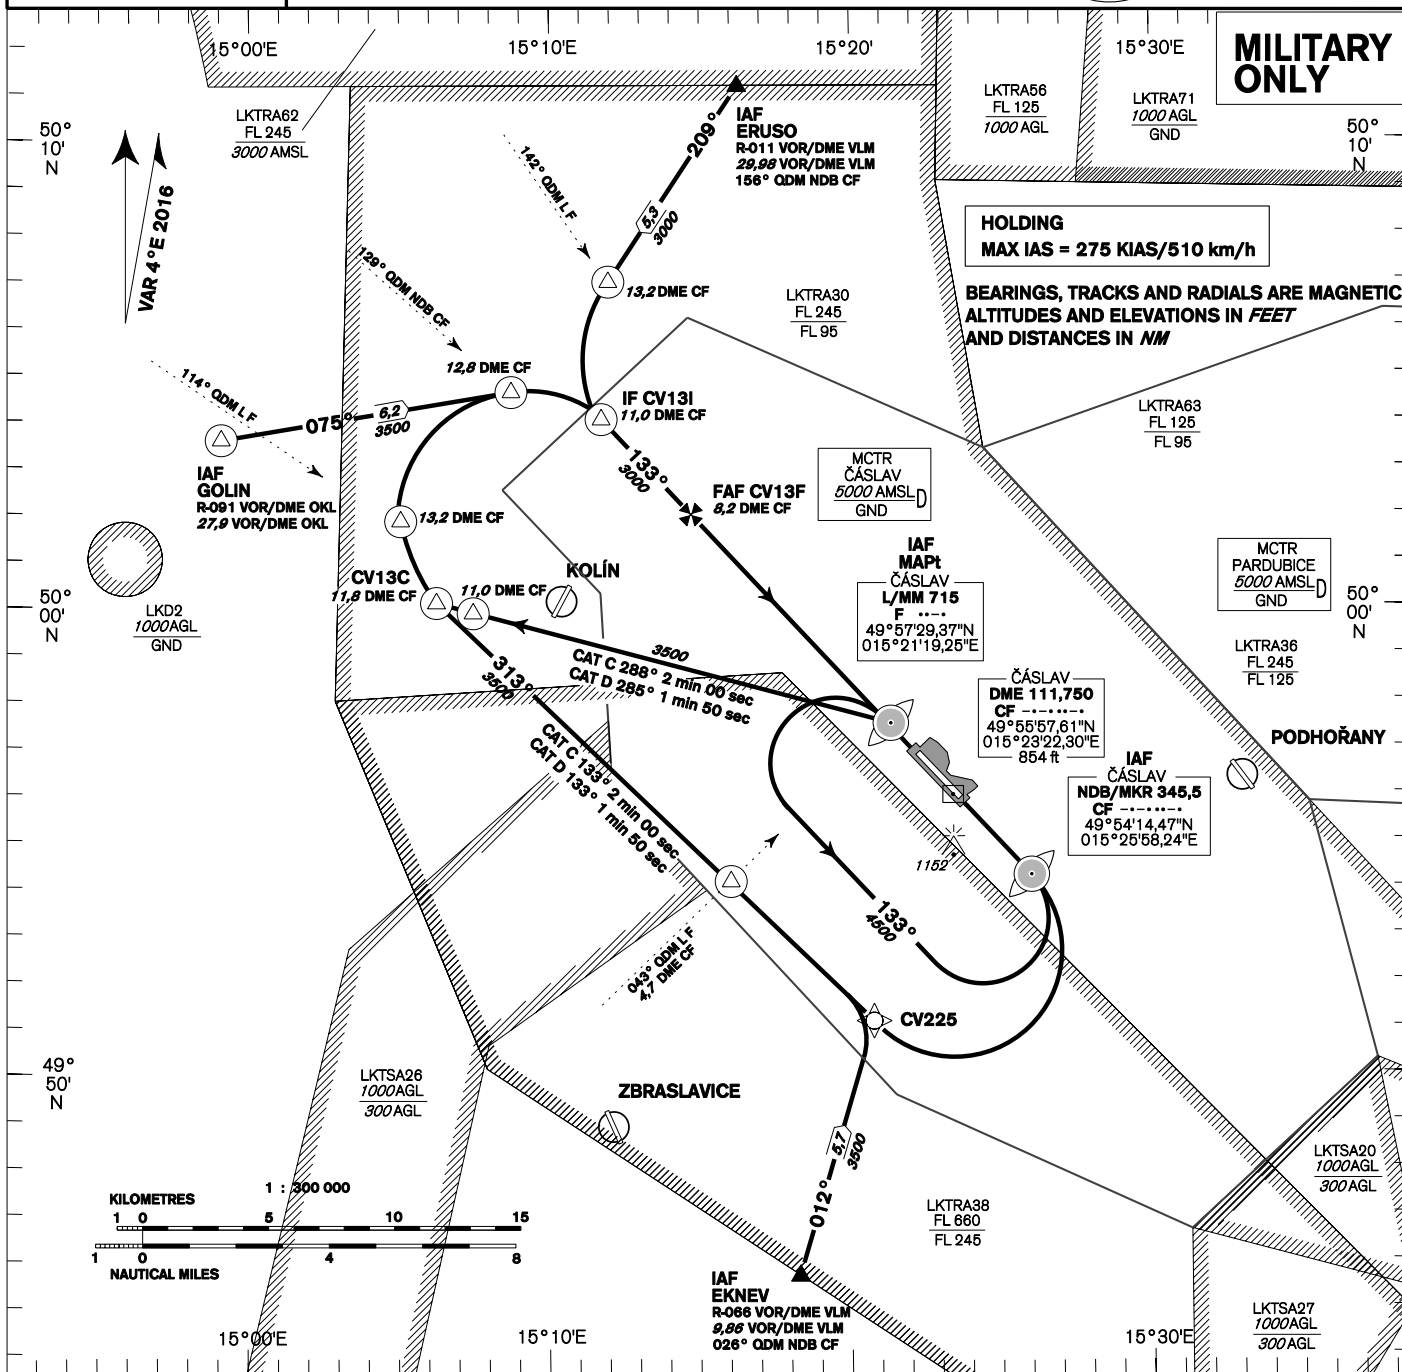 15°00'E
15°10'E
15°20'
15°30'E
MILITARY
ONLY
LKTRA62
FL 245
3000 AMSL
LKTRA56
FL 125
1000 AGL
LKTRA71
1000 AGL
GND
50°
10'
N
50°
10'
N
VAR 4°E 2016
IAF
ERUSO
R-011 VOR/DME VLM
29,98 VOR/DME VLM
156° QDM NDB CF
209°
5,3
3000
142° QDM L F
129° QDM NDB CF
114° QDM L F
HOLDING
MAX IAS = 275 KIAS/510 km/h
BEARINGS, TRACKS AND RADIALS ARE MAGNETIC
ALTITUDES AND ELEVATIONS IN FEET
AND DISTANCES IN NM
13,2 DME CF
LKTRA30
FL 245
FL 95
12,8 DME CF
IF CV13I
11,0 DME CF
075°
6,2
3500
LKTRA63
FL 125
FL 95
IAF
GOLIN
R-091 VOR/DME OKL
27,9 VOR/DME OKL
133°
3000
FAF CV13F
8,2 DME CF
MCTR
ČÁSLAV
5000 AMSL
GND
D
13,2 DME CF
IAF
MAPt
ČÁSLAV
L/MM 715
F ··–·
49°57'29,37"N
015°21'19,25"E
MCTR
PARDUBICE
5000 AMSL
GND
D
KOLÍN
CV13C
11,8 DME CF
11,0 DME CF
LKD2
1000AGL
GND
50°
00'
N
50°
00'
N
LKTRA36
FL 245
FL 125
3500
CAT C 288° 2 min 00 sec
CAT D 285° 1 min 50 sec
313°
3500
ČÁSLAV
DME 111,750
CF –·–· ··–·
49°55'57,61"N
015°23'22,30"E
854 ft
PODHOŘANY
IAF
ČÁSLAV
NDB/MKR 345,5
CF –·–· ··–·
49°54'14,47"N
015°25'58,24"E
CAT C 133° 2 min 00 sec
CAT D 133° 1 min 50 sec
1152
133°
4500
043° QDM L F
4,7 DME CF
CV225
49°
50'
N
LKTSA26
1000AGL
300AGL
ZBRASLAVICE
5,7
3500
012°
LKTSA20
1000AGL
300AGL
1 : 300 000
KILOMETRES
1 0 5 10 15
1 0 4 8
NAUTICAL MILES
LKTRA38
FL 660
FL 245
IAF
EKNEV
R-066 VOR/DME VLM
9,86 VOR/DME VLM
026° QDM NDB CF
LKTSA27
1000AGL
300AGL
15°00'E
15°10'E
15°30'E